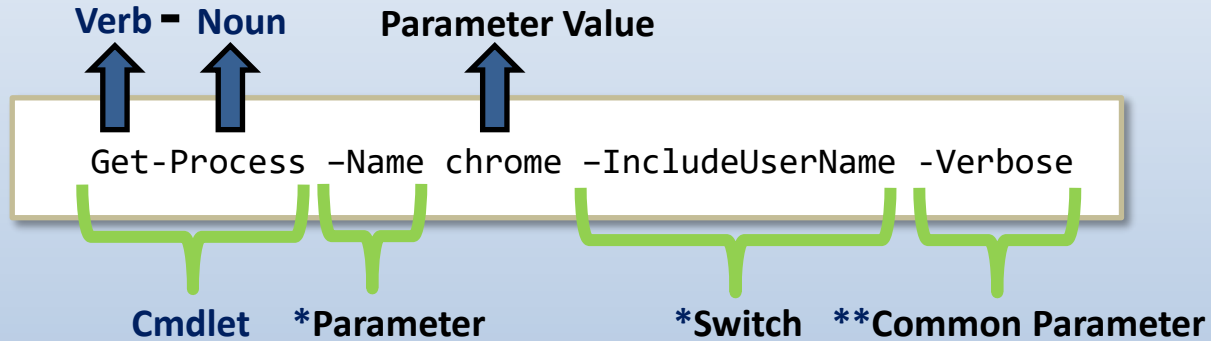 Verb - Noun Parameter Value
Get-Process –Name chrome –IncludeUserName -Verbose
Cmdlet *Parameter *Switch **Common Parameter